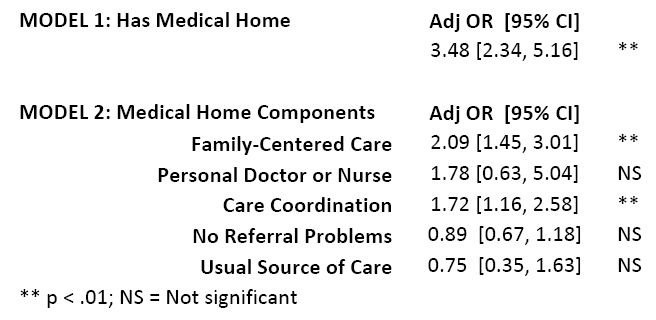 MODEL 1: Has Medical Home Adj OR [95% CI]
3.48 [2.34, 5.16] **
MODEL 2: Medical Home Components Adj OR [95% CI]
Family-Centered Care 2.09 [1.45, 3.01] **
Personal Doctor or Nurse 1.78 [0.63, 5.04] NS
Care Coordination 1.72 [1.16, 2.58] **
No Referral Problems 0.89 [0.67, 1.18] NS
Usual Source of Care 0.75 [0.35, 1.63] NS
** p < .01; NS = Not significant